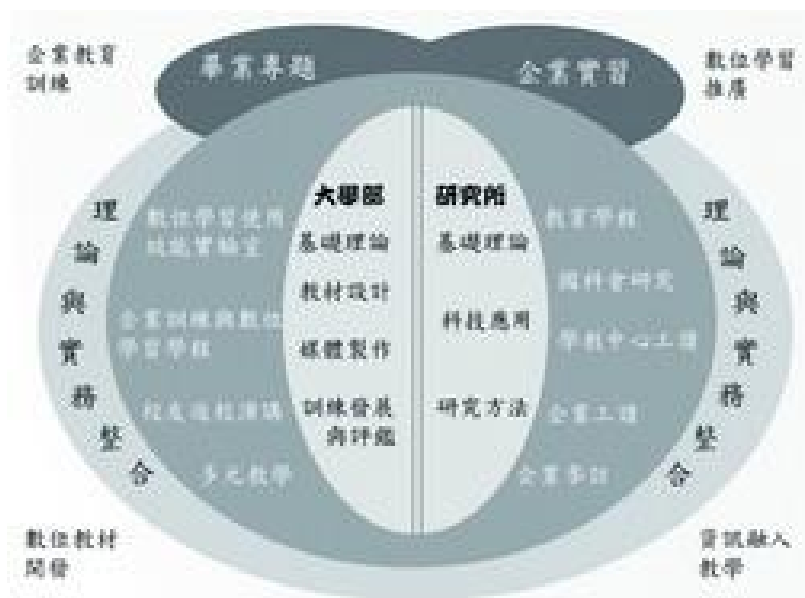 企業教育
訓練
畢業專題
企業實習
數位學習
推廣
大學部
研究所
理論與實務整合
數位學習使用
性能實驗室
基礎理論
基礎理論
教育學程
教材設計
國科會研究
企業訓練與數位
學習學程
媒體製作
科技應用
學教中心工讀
訓練發展
與評鑑
研究方法
企業工讀
多元教學
企業參訪
理論與實務整合
數位教材
開發
資訊融入
教學